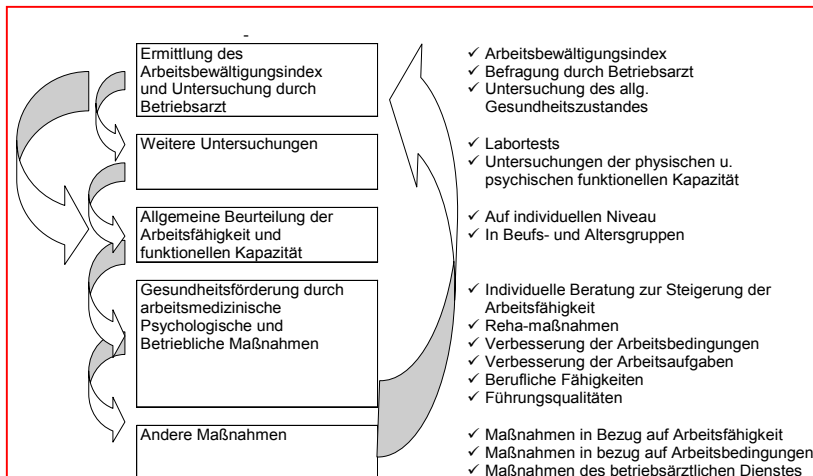 Ermittlung des
Arbeitsbewältigungsindex
und Untersuchung durch
Betriebsarzt
✓ Arbeitsbewältigungsindex
✓ Befragung durch Betriebsarzt
✓ Untersuchung des allg.
Gesundheitszustandes
Weitere Untersuchungen
✓ Labortests
✓ Untersuchungen der physischen u.
psychischen funktionellen Kapazität
Allgemeine Beurteilung der
Arbeitsfähigkeit und
funktionellen Kapazität
✓ Auf individuellen Niveau
✓ In Beufs- und Altersgruppen
Gesundheitsförderung durch
arbeitsmedizinische
Psychologische und
Betriebliche Maßnahmen
✓ Individuelle Beratung zur Steigerung der
Arbeitsfähigkeit
✓ Reha-maßnahmen
✓ Verbesserung der Arbeitsbedingungen
✓ Verbesserung der Arbeitsaufgaben
✓ Berufliche Fähigkeiten
✓ Führungsqualitäten
Andere Maßnahmen
✓ Maßnahmen in Bezug auf Arbeitsfähigkeit
✓ Maßnahmen in bezug auf Arbeitsbedingungen
✓ Maßnahmen des betriebsärztlichen Dienstes